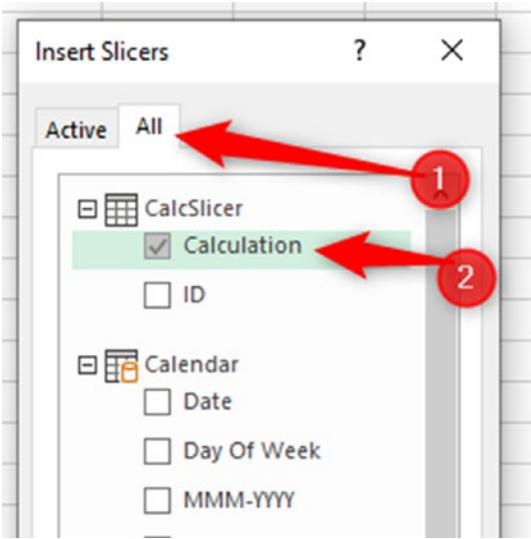 Insert Slicers ? ×
Active All
1
CalcSlicer
Calculation
2
ID
Calendar
Date
Day Of Week
MMM-YYYY